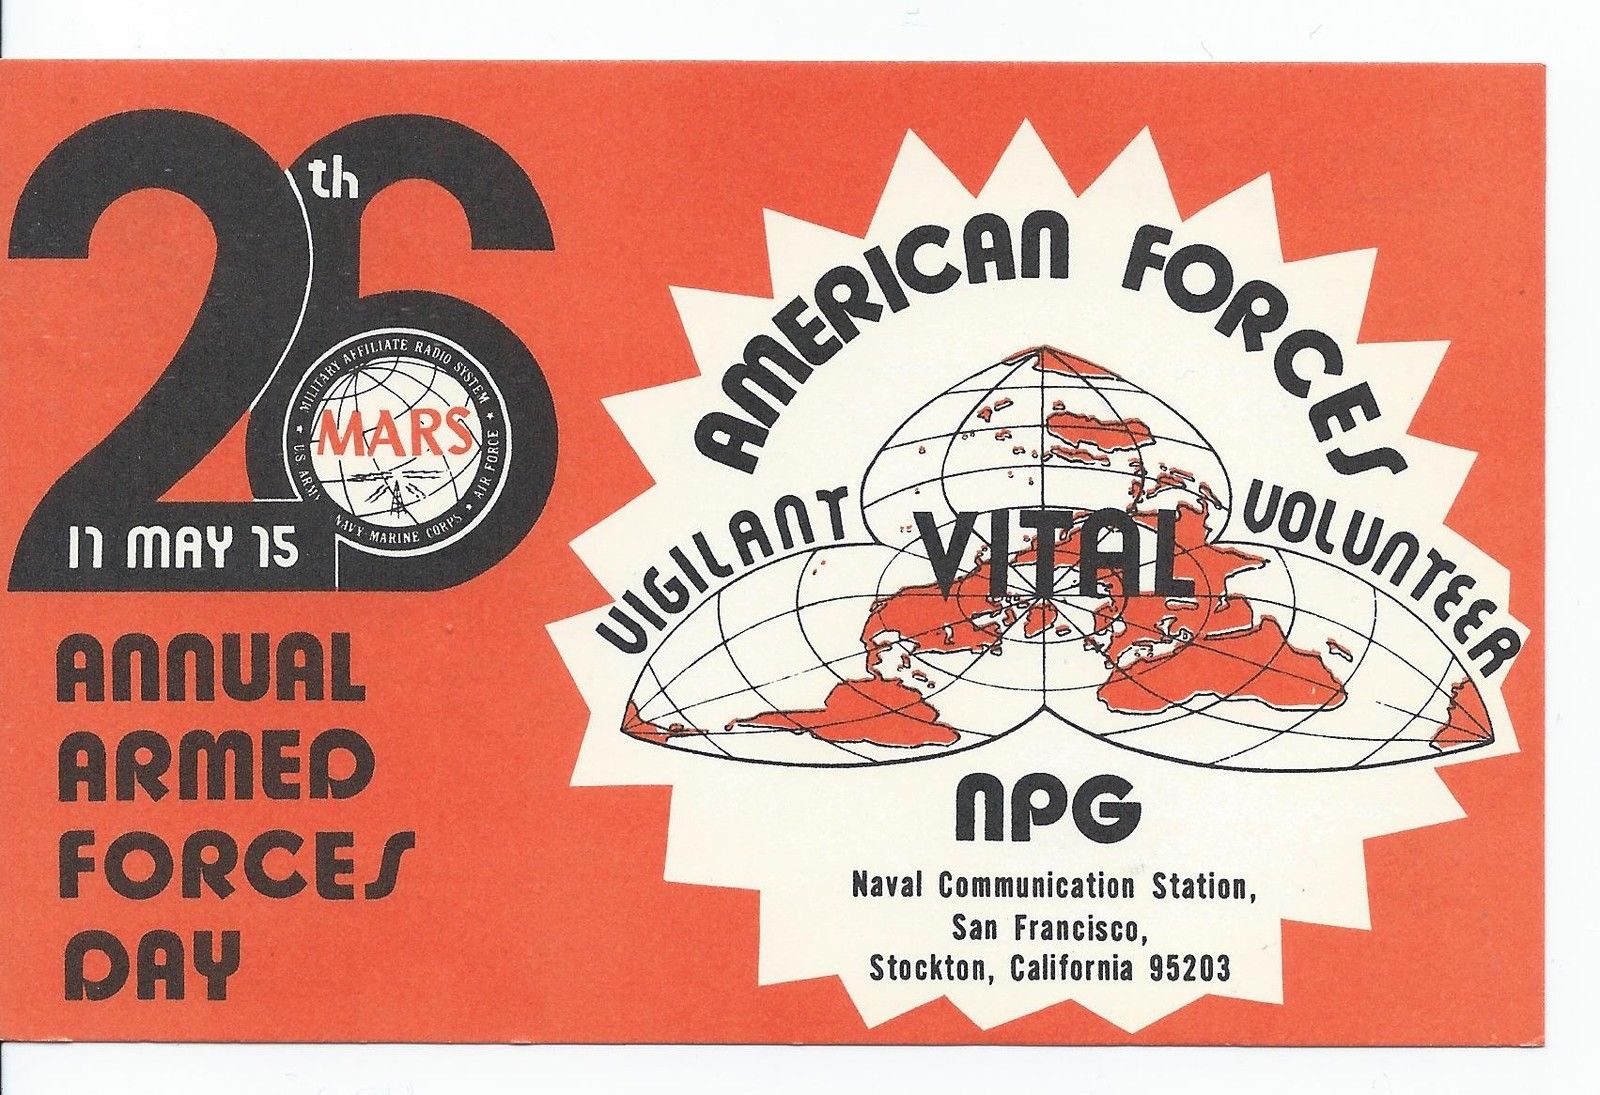 26th
MILITARY AFFILIATE RADIO SYSTEM
MARS
US ARMY
NAVY-MARINE CORPS
AIR FORCE
17 MAY 75
ANNUAL
ARMED
FORCES
DAY
AMERICAN FORCES
VIGILANT VITAL VOLUNTEER
NPG
Naval Communication Station,
San Francisco,
Stockton, California 95203